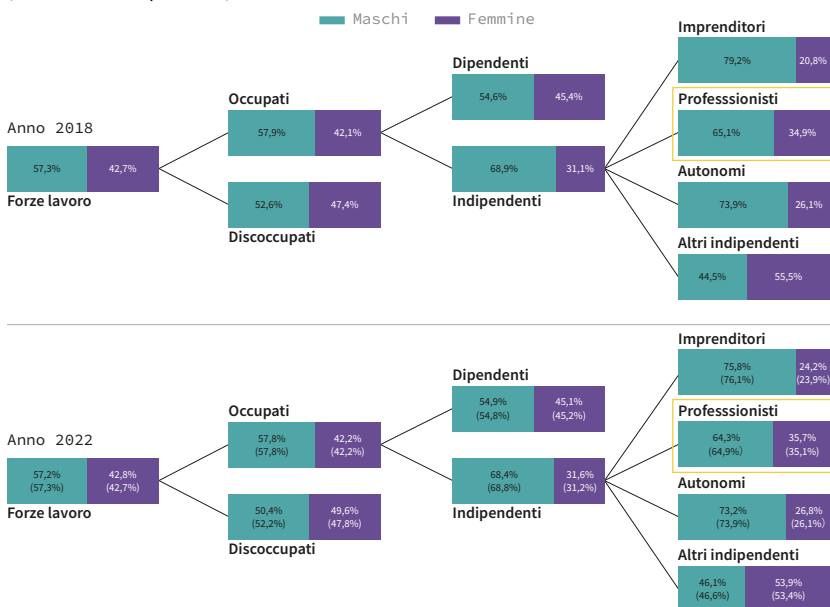 Maschi Femmine
Imprenditori
79,2% 20,8%
Dipendenti
54,6% 45,4%
Professsionisti
65,1% 34,9%
Occupati
57,9% 42,1%
Anno 2018
57,3% 42,7%
Forze lavoro
68,9% 31,1%
Indipendenti
Autonomi
73,9% 26,1%
52,6% 47,4%
Discoccupati
Altri indipendenti
44,5% 55,5%
Imprenditori
75,8% 24,2%
(76,1%) (23,9%)
Dipendenti
54,9% 45,1%
(54,8%) (45,2%)
Professsionisti
64,3% 35,7%
(64,9%) (35,1%)
Occupati
57,8% 42,2%
(57,8%) (42,2%)
Anno 2022
57,2% 42,8%
(57,3%) (42,7%)
Forze lavoro
68,4% 31,6%
(68,8%) (31,2%)
Indipendenti
Autonomi
73,2% 26,8%
(73,9%) (26,1%)
50,4% 49,6%
(52,2%) (47,8%)
Discoccupati
Altri indipendenti
46,1% 53,9%
(46,6%) (53,4%)